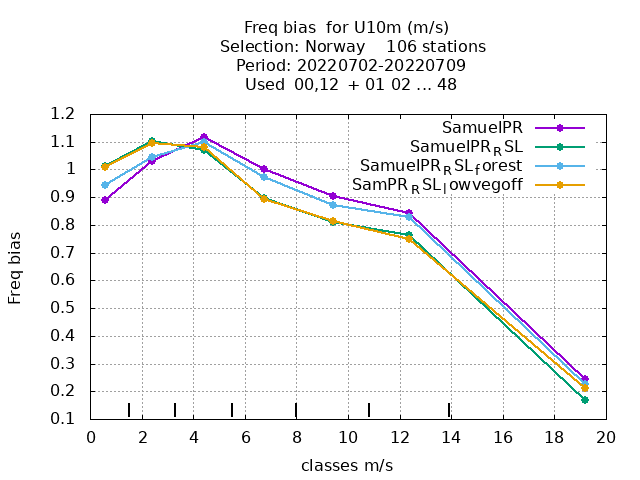 Freq bias  for U10m (m/s)
Selection: Norway    106 stations
Period: 20220702-20220709
Used  00,12  + 01 02 ... 48
1.2
1.1
1
0.9
0.8
0.7
0.6
0.5
0.4
0.3
0.2
0.1
Freq bias
SamuelPR
SamuelPR_RSL
SamuelPR_RSL_forest
SamPR_RSL_lowvegoff
0 2 4 6 8 10 12 14 16 18 20
classes m/s